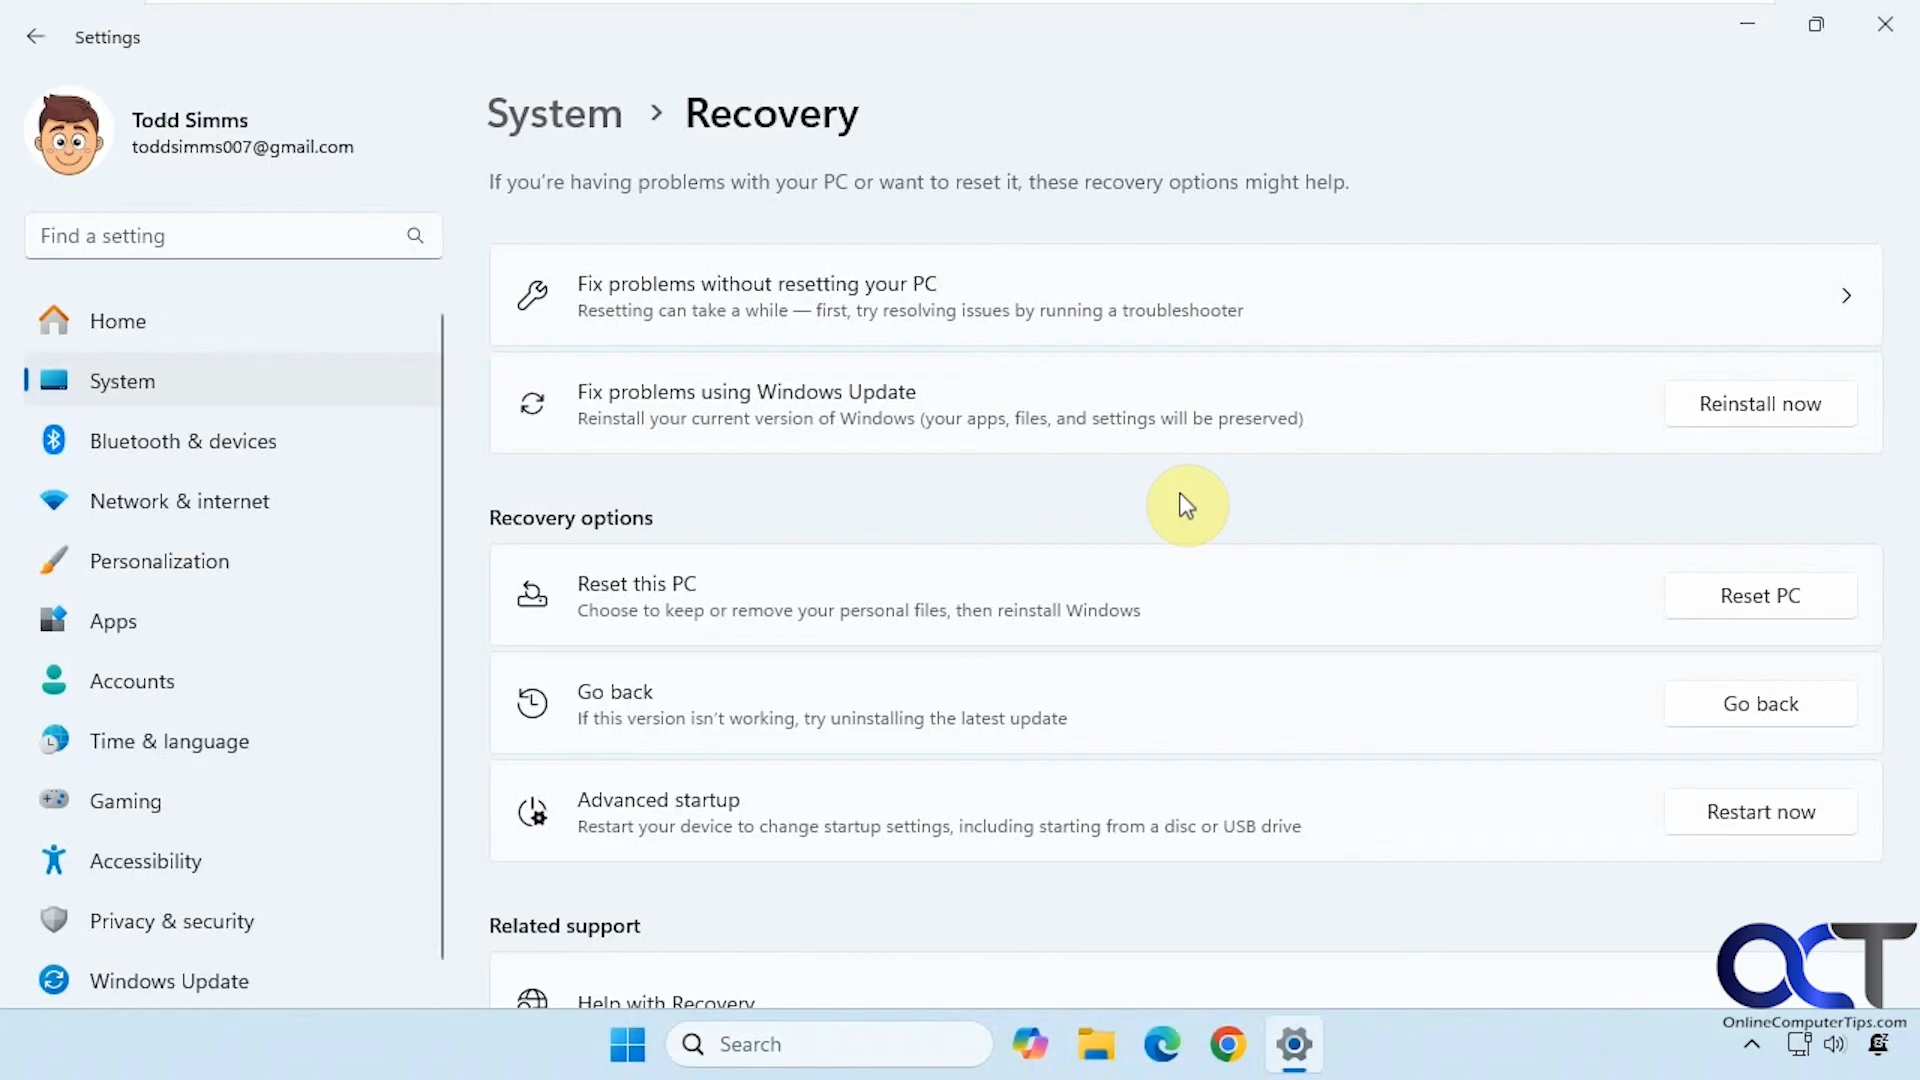 Settings
Todd Simms
toddsimms007@gmail.com
Find a setting
Home
System
Bluetooth & devices
Network & internet
Personalization
Apps
Accounts
Time & language
Gaming
Accessibility
Privacy & security
Windows Update
System > Recovery
If you're having problems with your PC or want to reset it, these recovery options might help.
Fix problems without resetting your PC
Resetting can take a while — first, try resolving issues by running a troubleshooter
Fix problems using Windows Update
Reinstall your current version of Windows (your apps, files, and settings will be preserved)
Reinstall now
Recovery options
Reset this PC
Choose to keep or remove your personal files, then reinstall Windows
Reset PC
Go back
If this version isn't working, try uninstalling the latest update
Go back
Advanced startup
Restart your device to change startup settings, including starting from a disc or USB drive
Restart now
Related support
Help with Recovery
OCT
OnlineComputerTips.com
Search